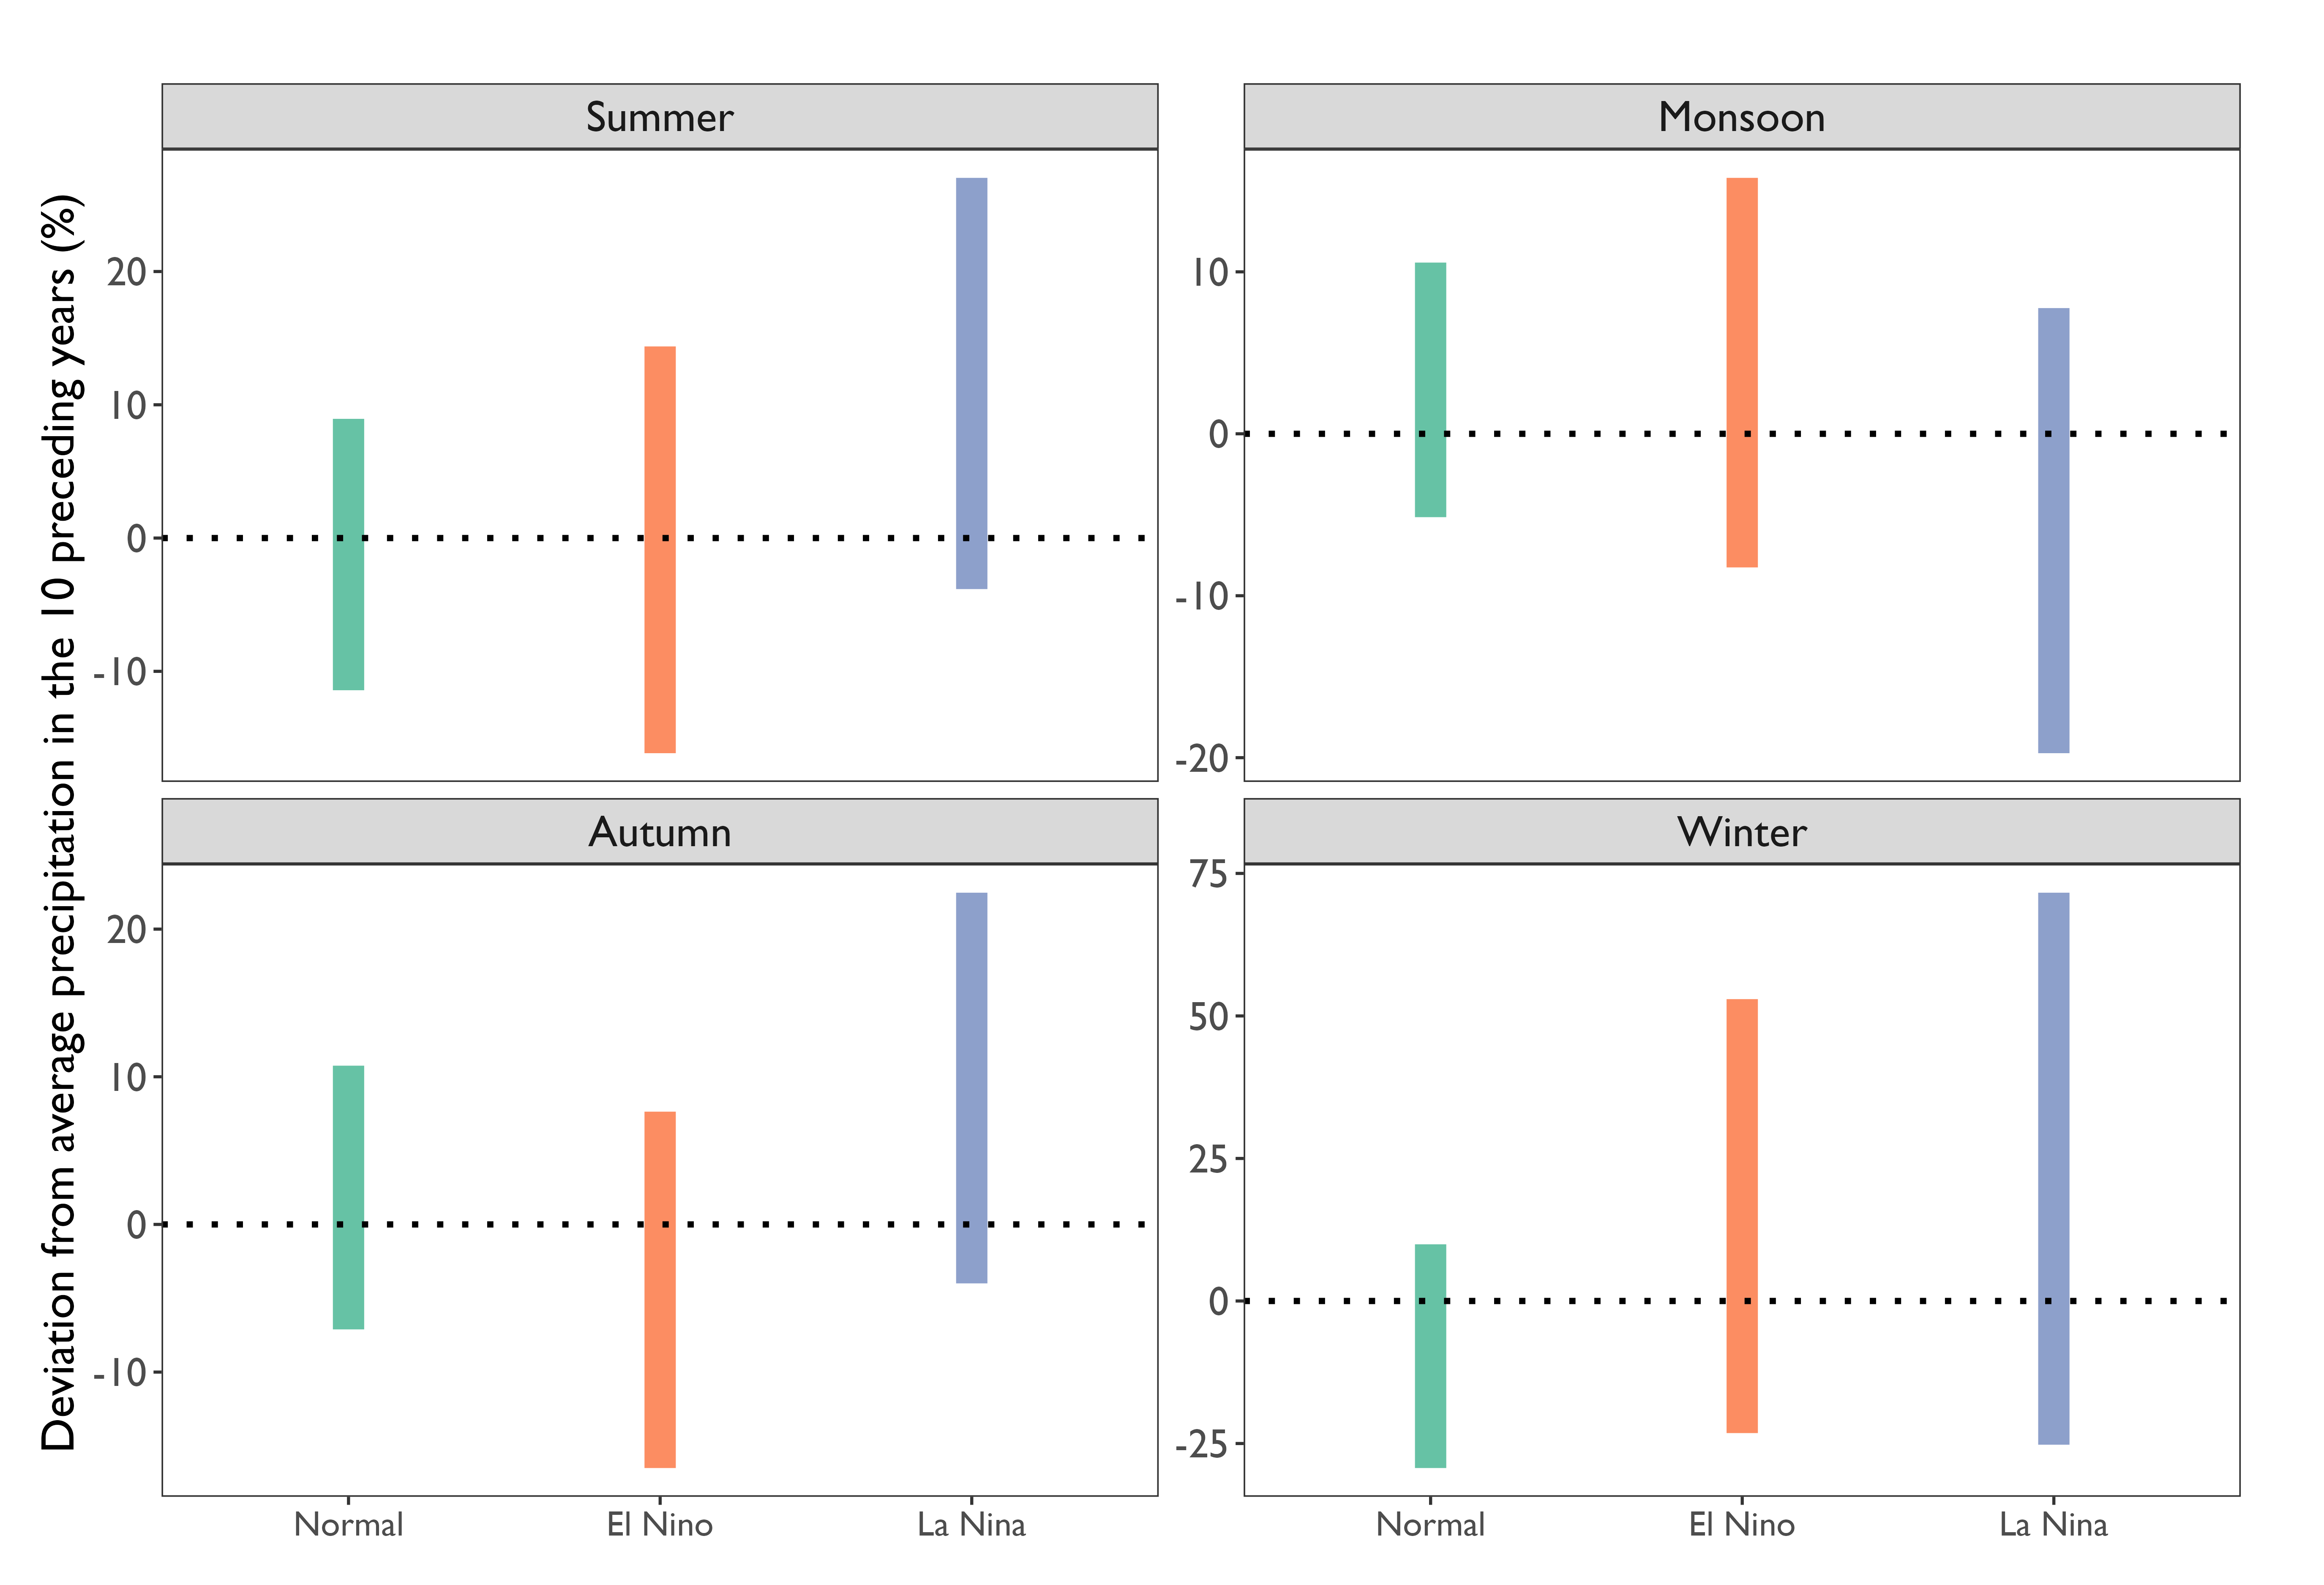 Deviation from average precipitation in the 10 preceding years (%)
Summer
20
10
0
-10
Monsoon
10
0
-10
-20
Autumn
20
10
0
-10
Normal
El Nino
La Nina
Winter
75
50
25
0
-25
Normal
El Nino
La Nina